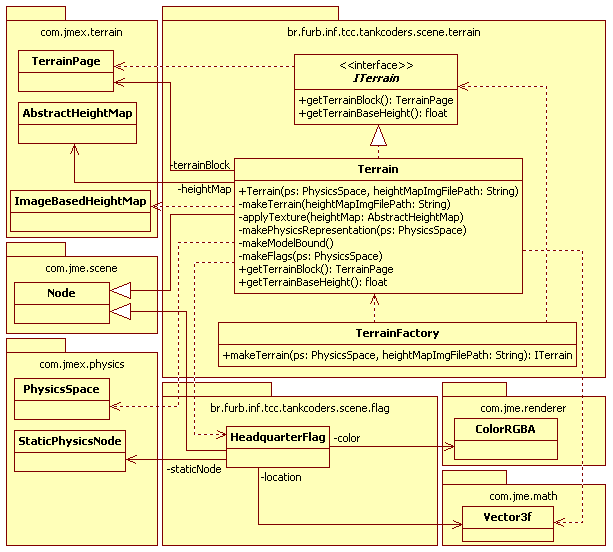 com.jmex.terrain
TerrainPage
AbstractHeightMap
ImageBasedHeightMap
br.furb.inf.tcc.tankcoders.scene.terrain
<<interface>>
ITerrain
+getTerrainBlock(): TerrainPage
+getTerrainBaseHeight(): float
-terrainBlock
-heightMap
Terrain
+Terrain(ps: PhysicsSpace, heightMapImgFilePath: String)
-makeTerrain(heightMapImgFilePath: String)
-applyTexture(heightMap: AbstractHeightMap)
-makePhysicsRepresentation(ps: PhysicsSpace)
-makeModelBound()
-makeFlags(ps: PhysicsSpace)
+getTerrainBlock(): TerrainPage
+getTerrainBaseHeight(): float
TerrainFactory
+makeTerrain(ps: PhysicsSpace, heightMapImgFilePath: String): ITerrain
com.jme.scene
Node
com.jmex.physics
PhysicsSpace
StaticPhysicsNode
br.furb.inf.tcc.tankcoders.scene.flag
HeadquarterFlag
-color
-staticNode
-location
com.jme.renderer
ColorRGBA
com.jme.math
Vector3f